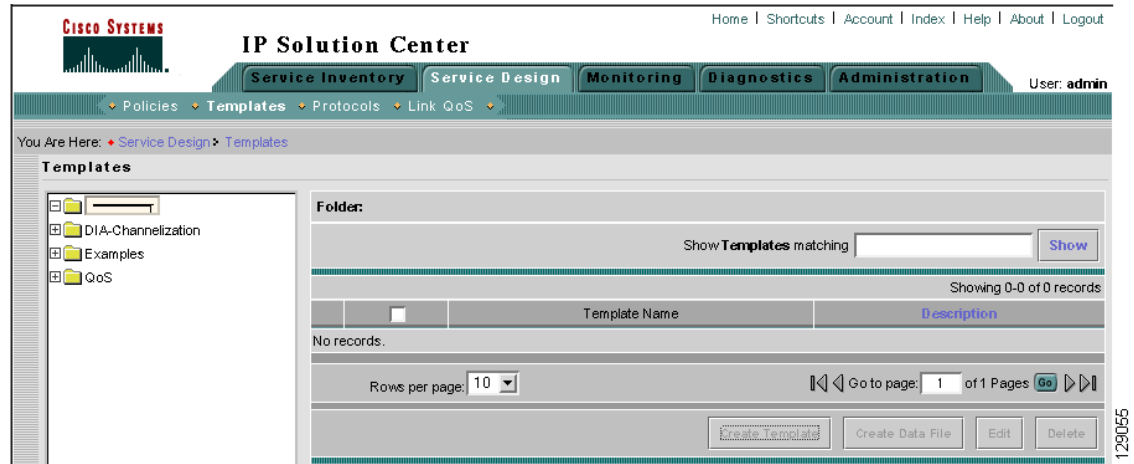 Home | Shortcuts | Account | Index | Help | About | Logout
CISCO SYSTEMS
IP Solution Center
Service Inventory Service Design Monitoring Diagnostics Administration
User: admin
Policies Templates Protocols Link QoS
You Are Here: Service Design Templates
Templates
Folder:
DIA-Channelization
Examples
QoS
Show Templates matching Show
Showing 0-0 of 0 records
Template Name Description
No records.
Rows per page: 10 Go to page: 1 of 1 Pages Go
Create Template Create Data File Edit Delete
129055